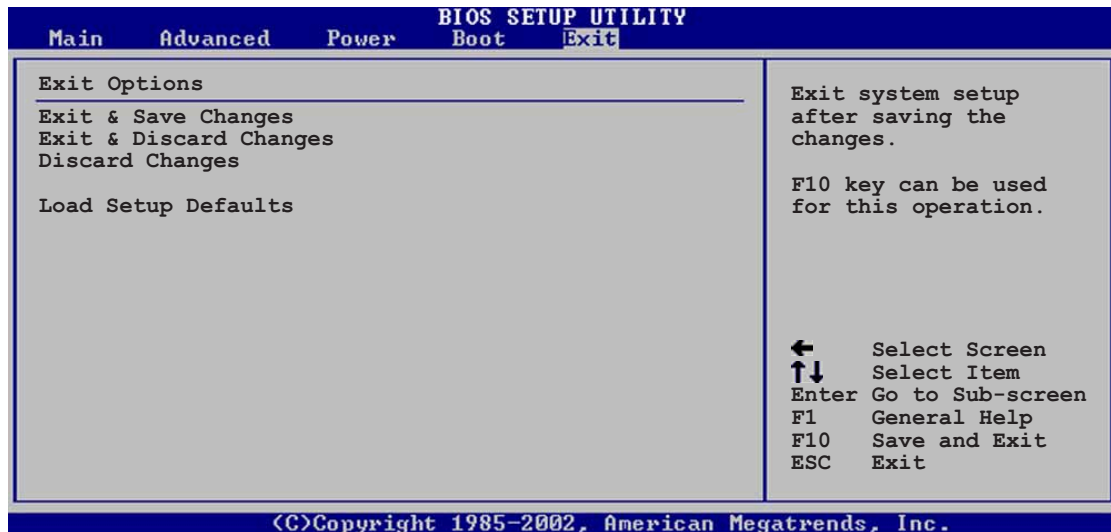 BIOS SETUP UTILITY
Main Advanced Power Boot Exit
Exit Options
Exit & Save Changes
Exit & Discard Changes
Discard Changes
Load Setup Defaults
Exit system setup
after saving the
changes.
F10 key can be used
for this operation.
← Select Screen
↑↓ Select Item
Enter Go to Sub-screen
F1 General Help
F10 Save and Exit
ESC Exit
(C)Copyright 1985-2002, American Megatrends, Inc.